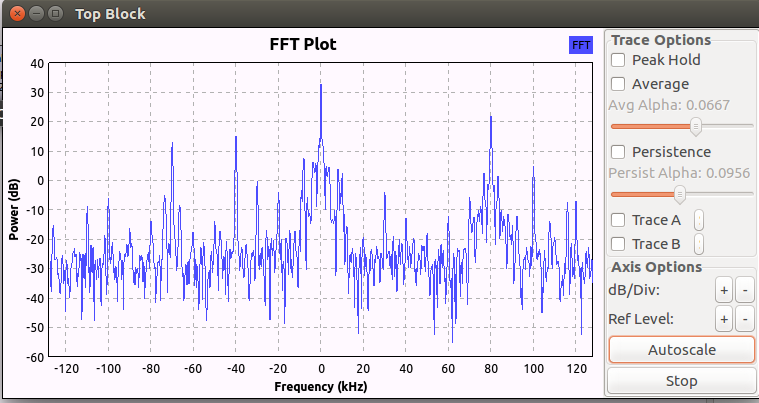 Top Block
FFT Plot
FFT
40
30
20
10
0
-10
-20
-30
-40
-50
-60
Power (dB)
-120 -100 -80 -60 -40 -20 0 20 40 60 80 100 120
Frequency (kHz)
Trace Options
Peak Hold
Average
Avg Alpha: 0.0667
Persistence
Persist Alpha: 0.0956
Trace A
Trace B
Axis Options
dB/Div: + -
Ref Level: + -
Autoscale
Stop